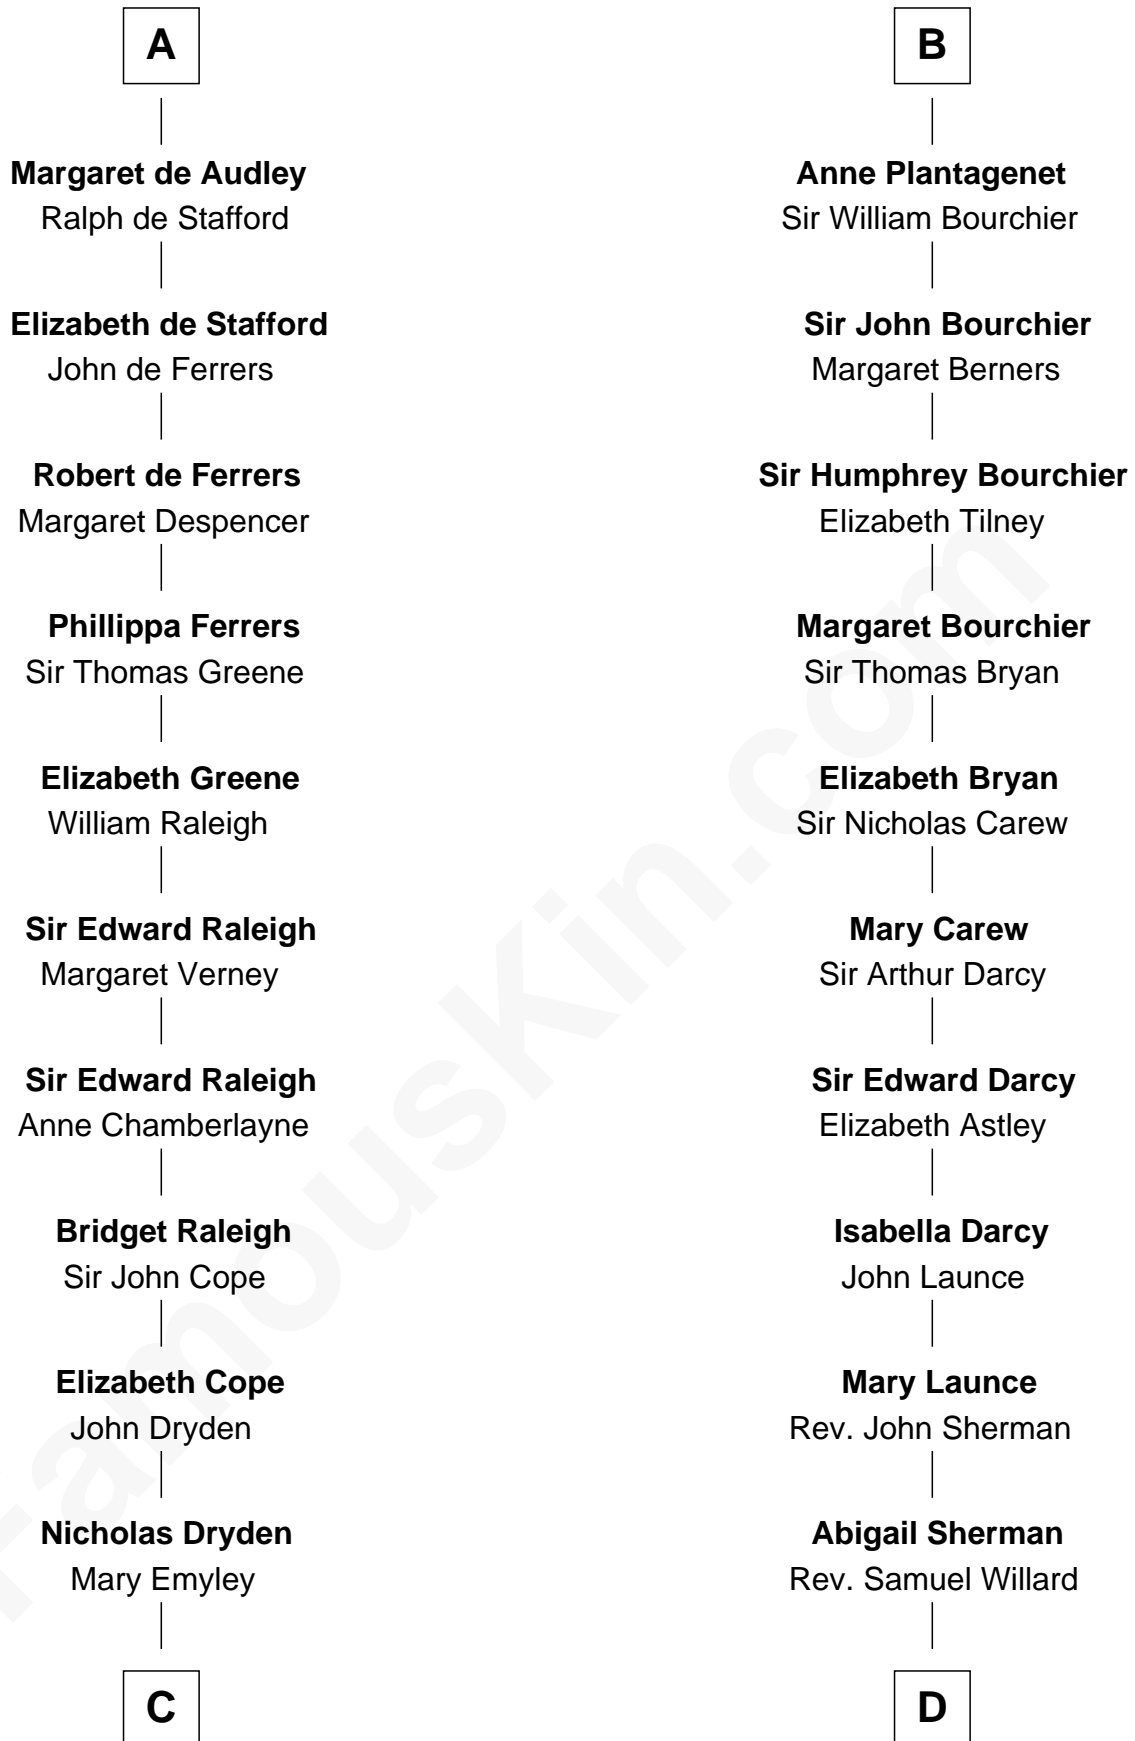 A
Margaret de Audley
Ralph de Stafford
Elizabeth de Stafford
John de Ferrers
Robert de Ferrers
Margaret Despencer
Phillippa Ferrers
Sir Thomas Greene
Elizabeth Greene
William Raleigh
Sir Edward Raleigh
Margaret Verney
Sir Edward Raleigh
Anne Chamberlayne
Bridget Raleigh
Sir John Cope
Elizabeth Cope
John Dryden
Nicholas Dryden
Mary Emyley
C
B
Anne Plantagenet
Sir William Bourchier
Sir John Bourchier
Margaret Berners
Sir Humphrey Bourchier
Elizabeth Tilney
Margaret Bourchier
Sir Thomas Bryan
Elizabeth Bryan
Sir Nicholas Carew
Mary Carew
Sir Arthur Darcy
Sir Edward Darcy
Elizabeth Astley
Isabella Darcy
John Launce
Mary Launce
Rev. John Sherman
Abigail Sherman
Rev. Samuel Willard
D
FamousKin.com